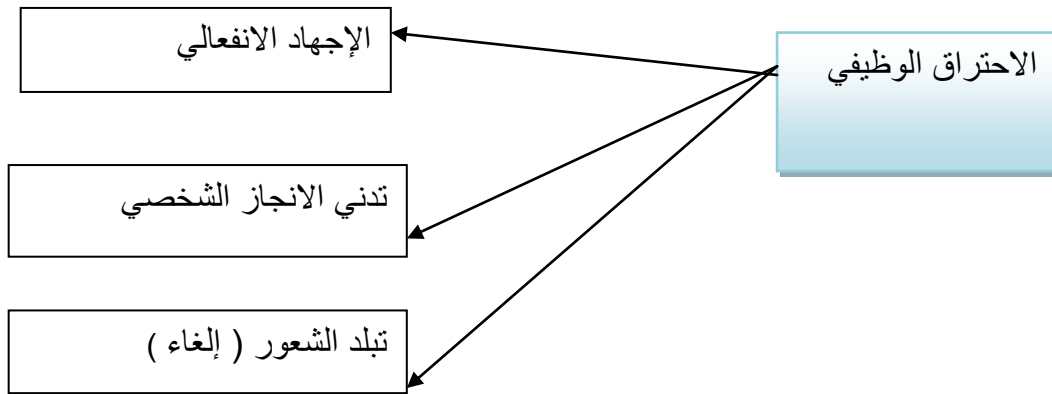 الاحتراق الوظيفي
الإجهاد الانفعالي
تدني الانجاز الشخصي
تبلد الشعور ( إلغاء )